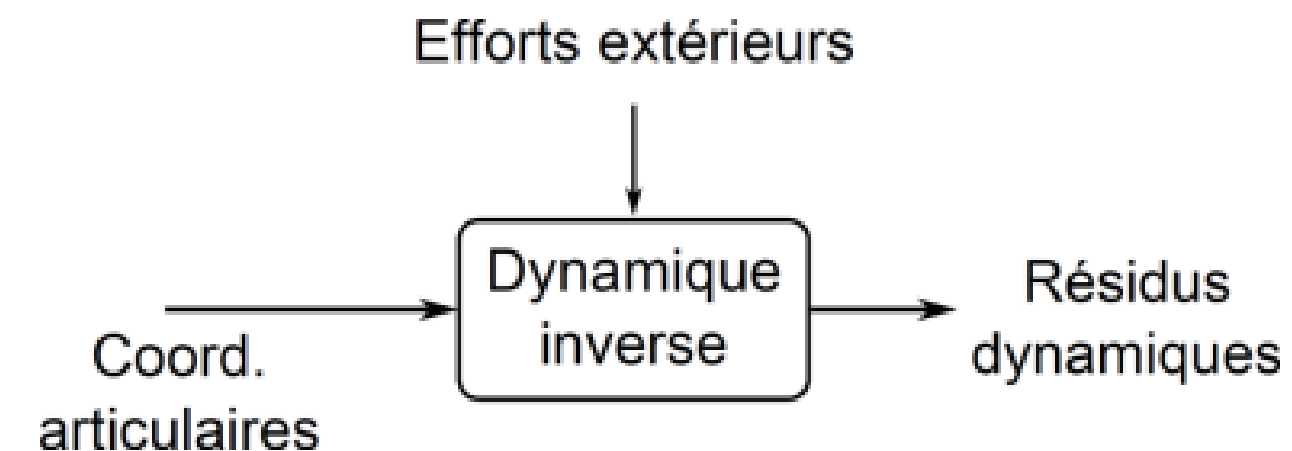 Efforts extérieurs
Dynamique
inverse
Coord.
articulaires
Résidus
dynamiques